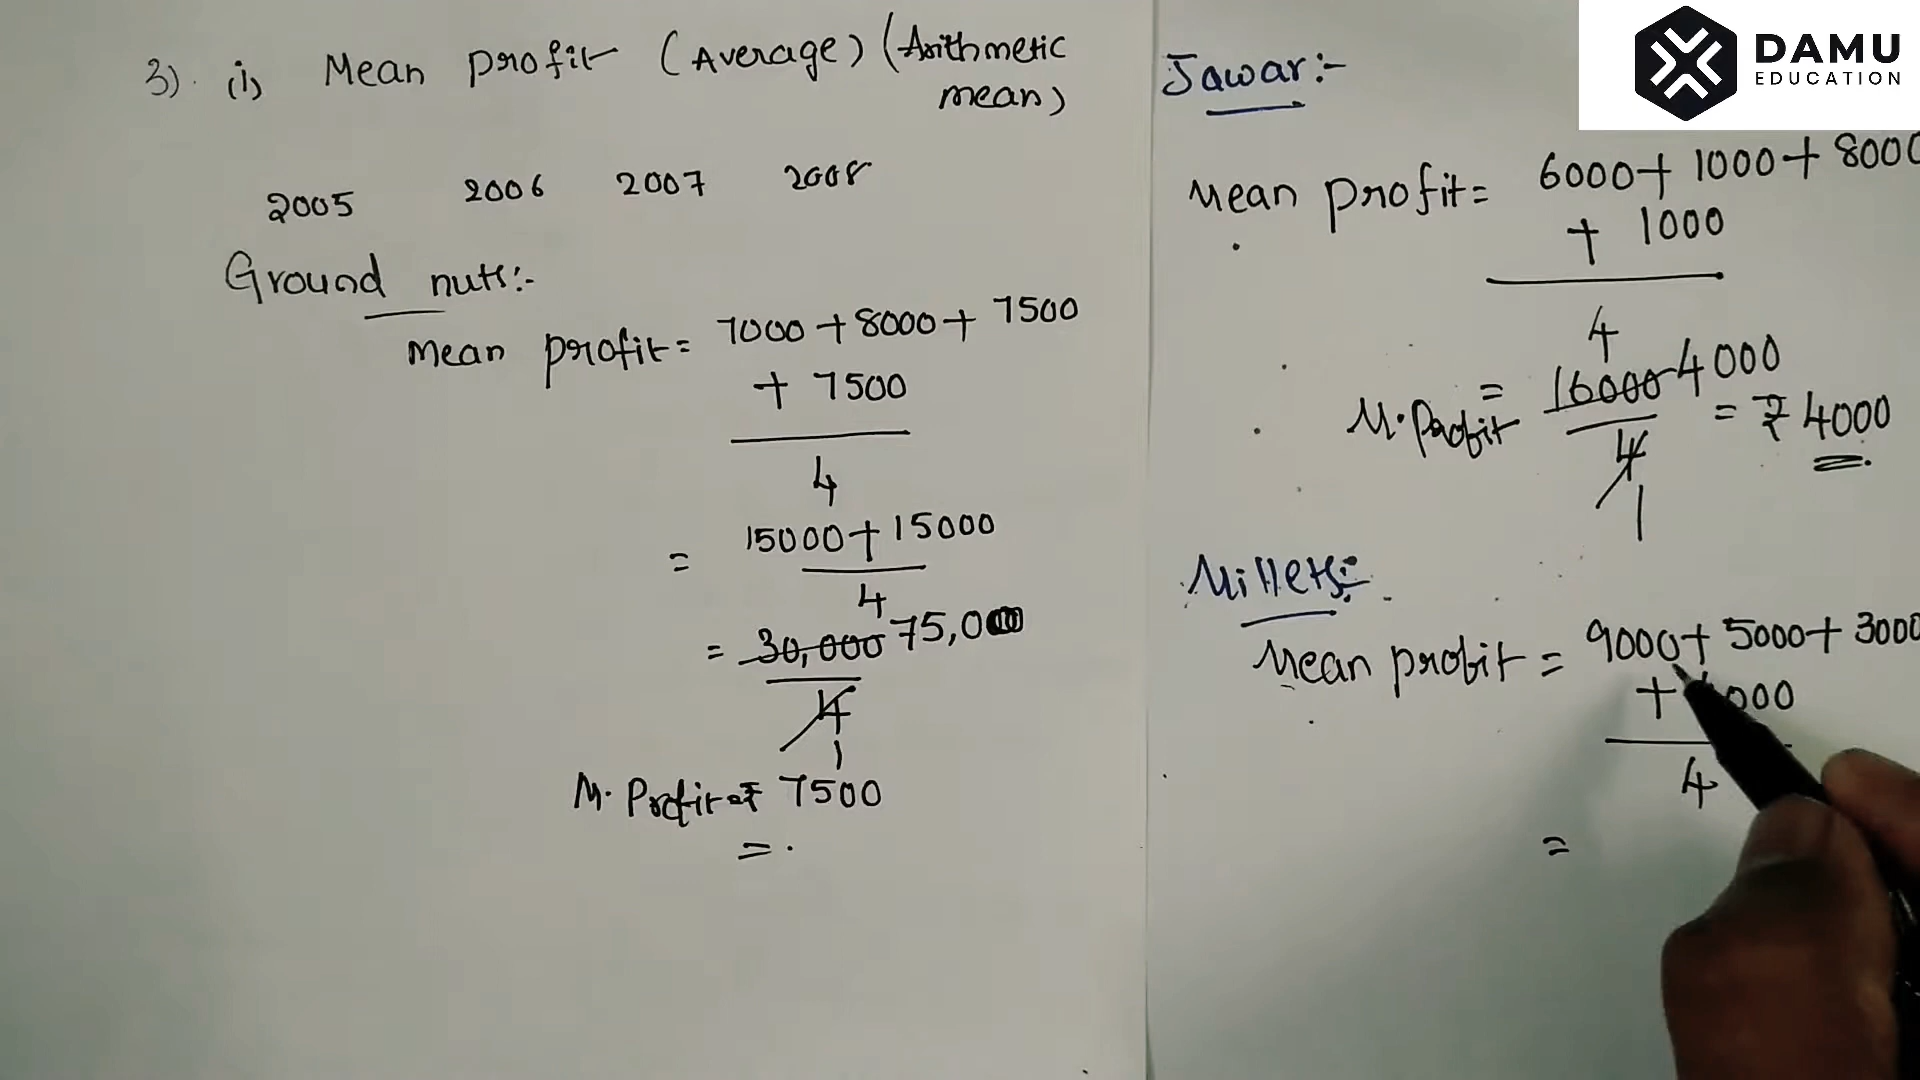 3). (i) Mean profit (Average) (Arithmetic
mean)
2005 2006 2007 2008
Ground nuts:-
Mean profit = 7000 + 8000 + 7500
+ 7500
4
= 15000 + 15000
4
= 30,000 75,0
4
1
M. Profit = ₹ 7500
Jawar:-
Mean profit = 6000 + 1000 + 8000
+ 1000
4
M. Profit = 16000 4000 = ₹ 4000
4
1
Millets:-
Mean profit = 9000 + 5000 + 3000
+ 000
4
=
DAMU
EDUCATION